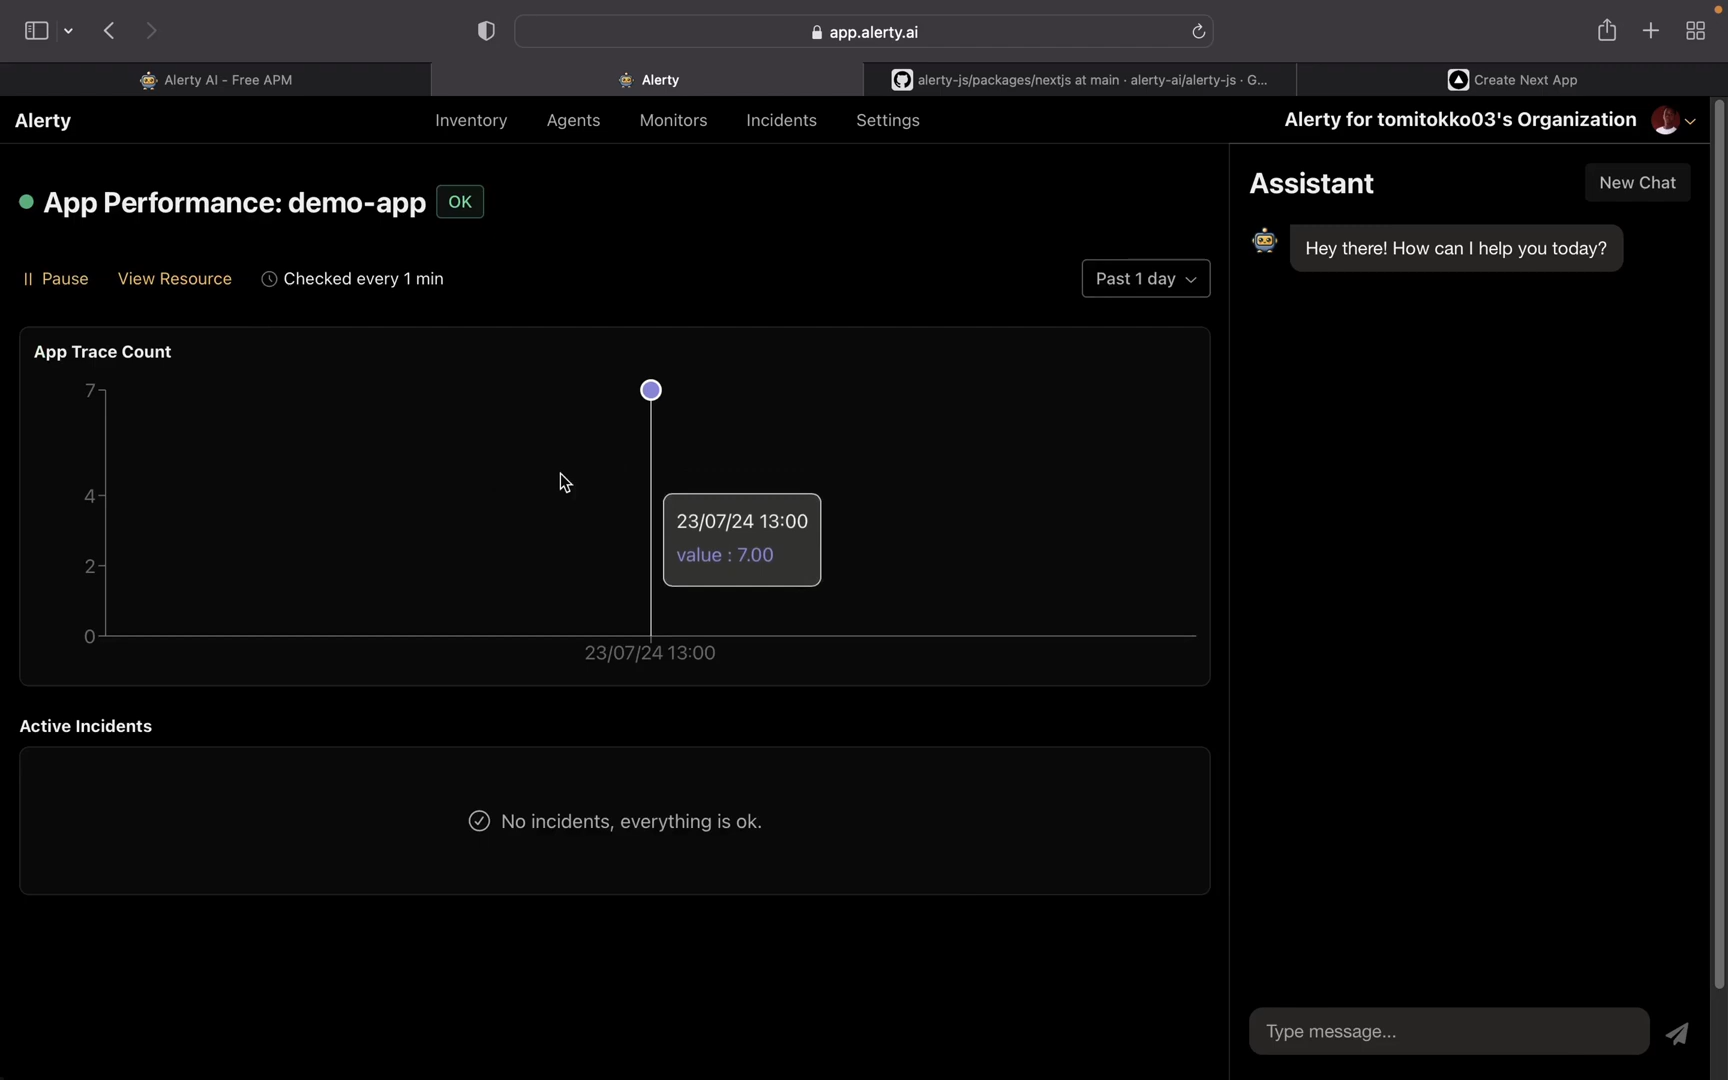 app.alerty.ai
Alerty AI - Free APM
Alerty
alerty-js/packages/nextjs at main · alerty-ai/alerty-js · G...
Create Next App
Alerty
Inventory
Agents
Monitors
Incidents
Settings
Alerty for tomitokko03's Organization
App Performance: demo-app
OK
Pause
View Resource
Checked every 1 min
Past 1 day
App Trace Count
7
4
2
0
23/07/24 13:00
value : 7.00
23/07/24 13:00
Active Incidents
No incidents, everything is ok.
Assistant
New Chat
Hey there! How can I help you today?
Type message...